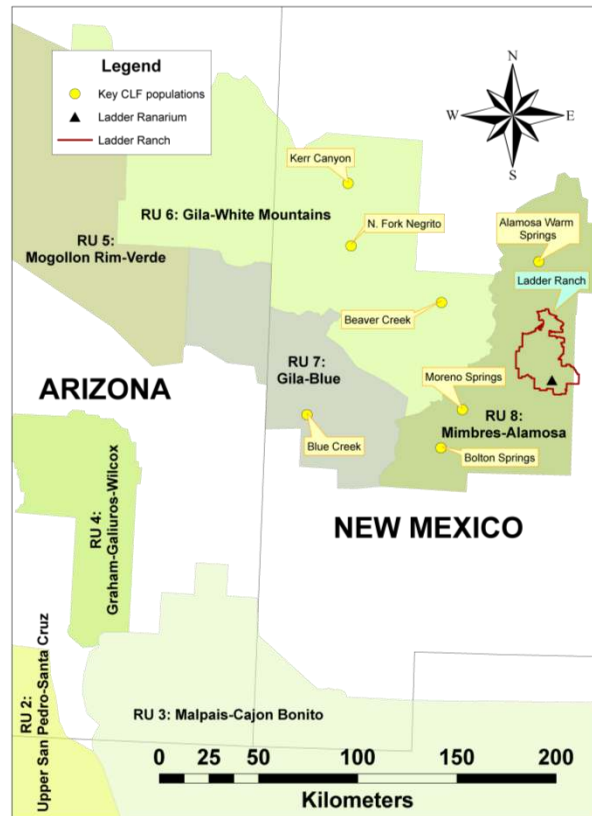 Legend
Key CLF populations
Ladder Ranarium
Ladder Ranch
N
W
E
S
Kerr Canyon
RU 6: Gila-White Mountains
N. Fork Negrito
Alamosa Warm
Springs
RU 5:
Mogollon Rim-Verde
Ladder Ranch
Beaver Creek
RU 7:
Gila-Blue
ARIZONA
Moreno Springs
RU 8:
Mimbres-Alamosa
Blue Creek
Bolton Springs
NEW MEXICO
RU 4:
Graham-Galiuros-Wilcox
RU 2:
Upper San Pedro-Santa Cruz
RU 3: Malpais-Cajon Bonito
0 25 50 100 150 200
Kilometers